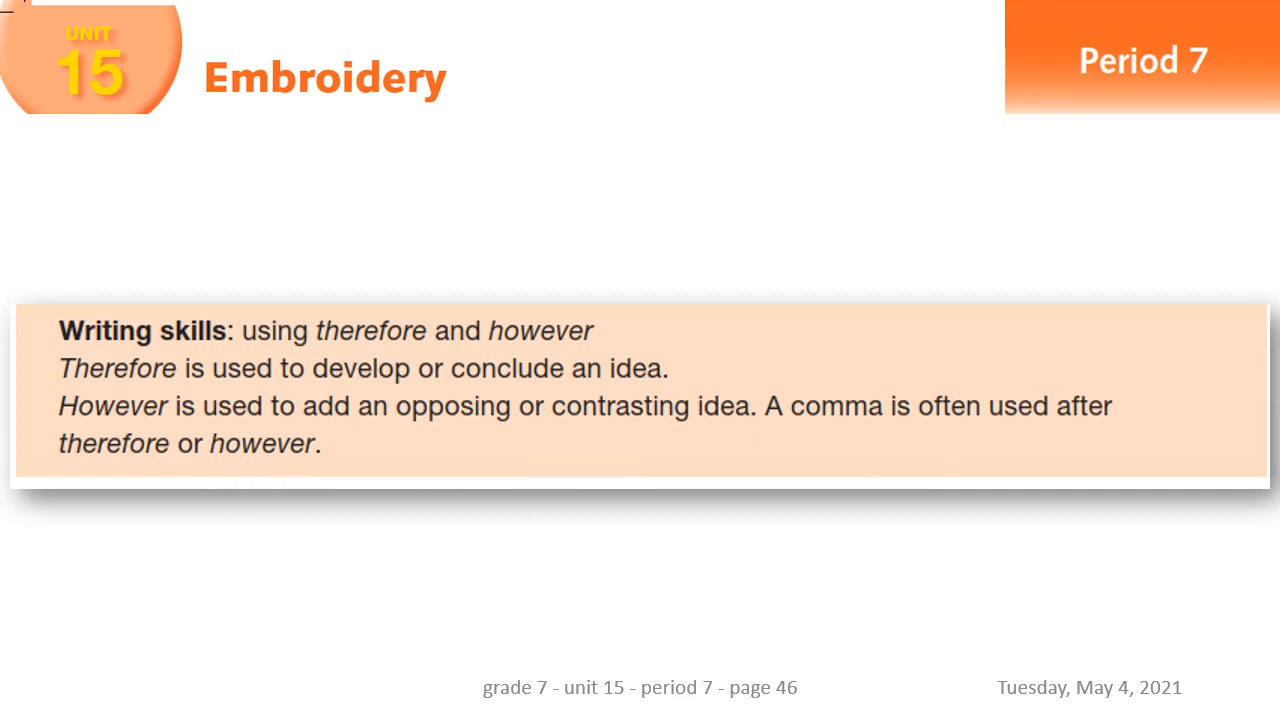 UNIT
15
Embroidery
Period 7
Writing skills: using therefore and however
Therefore is used to develop or conclude an idea.
However is used to add an opposing or contrasting idea. A comma is often used after
therefore or however.
grade 7 - unit 15 - period 7 - page 46
Tuesday, May 4, 2021